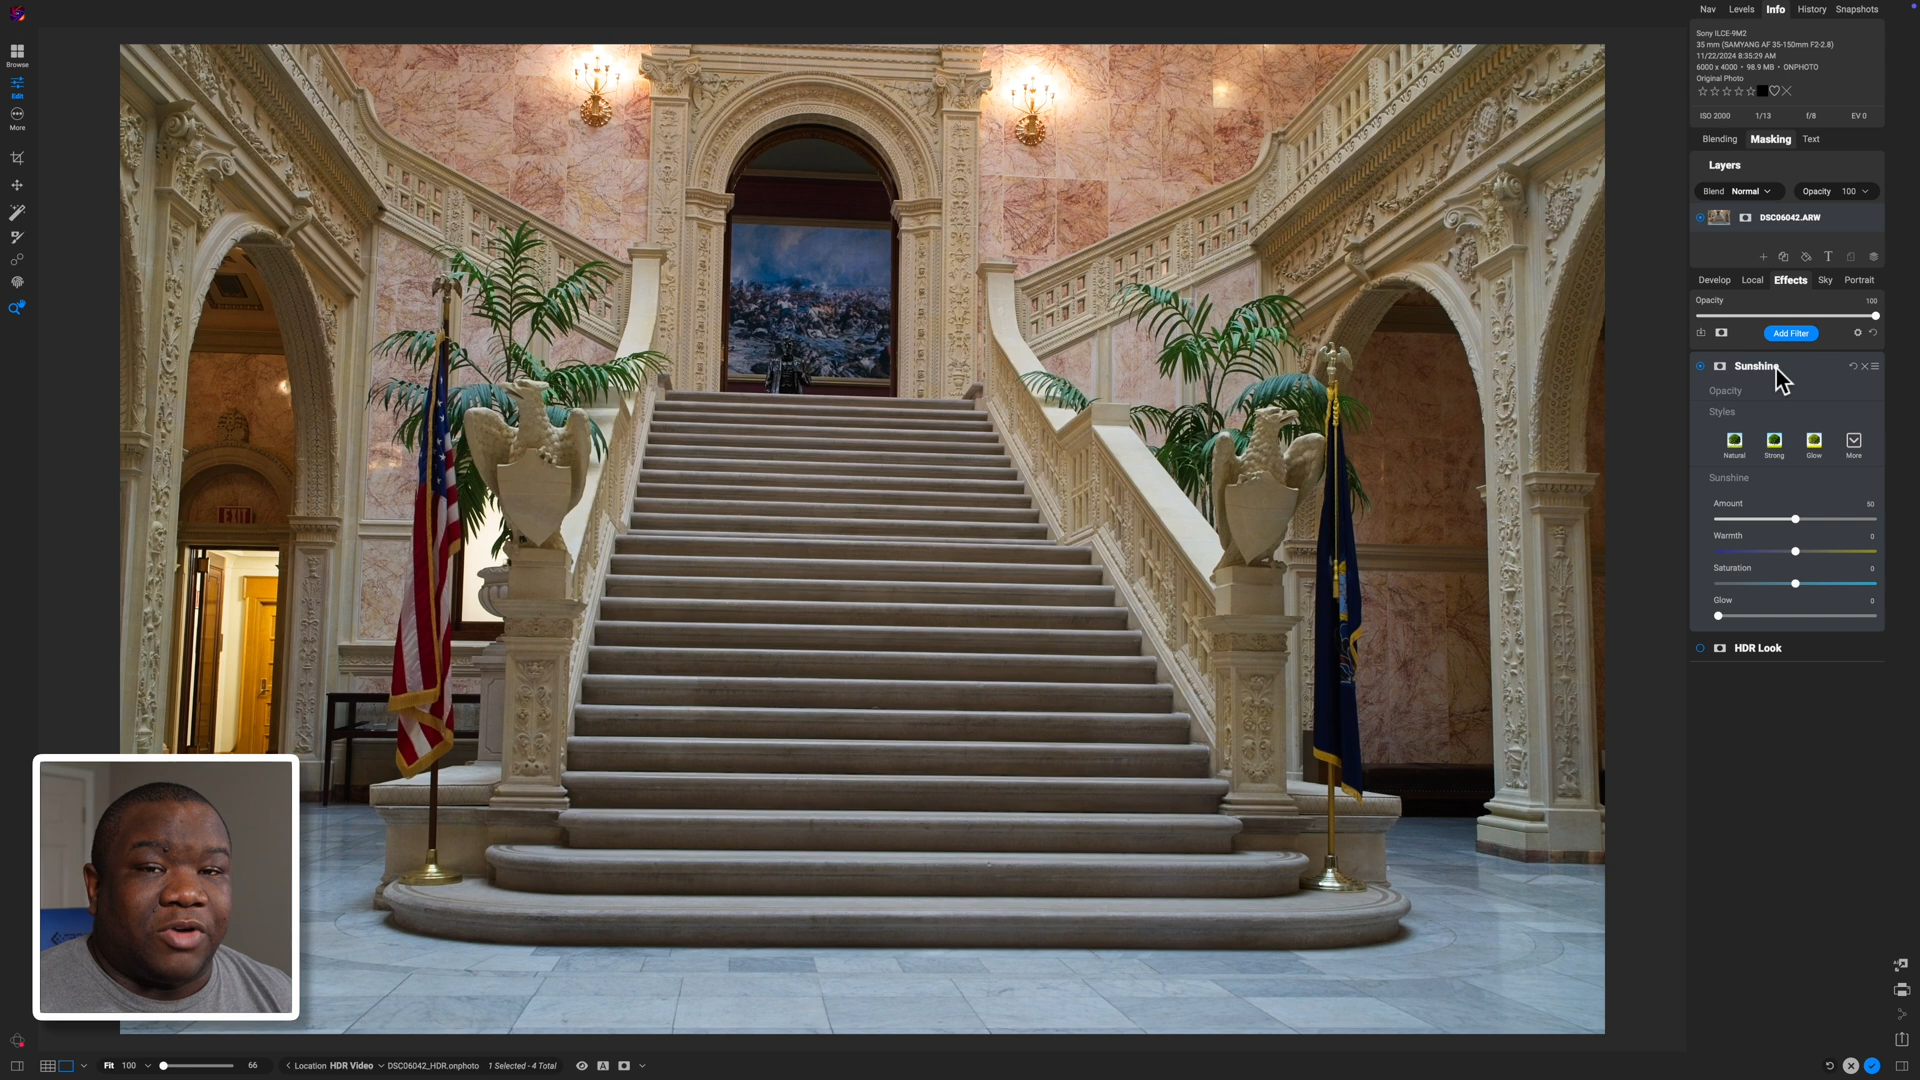 Nav Levels Info History Snapshots
Sony ILCE-9M2
35 mm (SAMYANG AF 35-150mm F2-2.8)
11/22/2024 8:35:29 AM
6000 x 4000 • 98.9 MB • ONPHOTO
Original Photo
ISO 2000 1/13 f/8 EV 0
Blending Masking Text
Layers
Blend Normal Opacity 100
DSC06042.ARW
T
Develop Local Effects Sky Portrait
Opacity 100
Add Filter
Sunshine
Opacity
Styles
Natural Strong Glow More
Sunshine
Amount 50
Warmth 0
Saturation 0
Glow 0
HDR Look
Browse
Edit
More
EXIT
Fit 100 66 Location HDR Video DSC06042_HDR.onphoto 1 Selected - 4 Total A